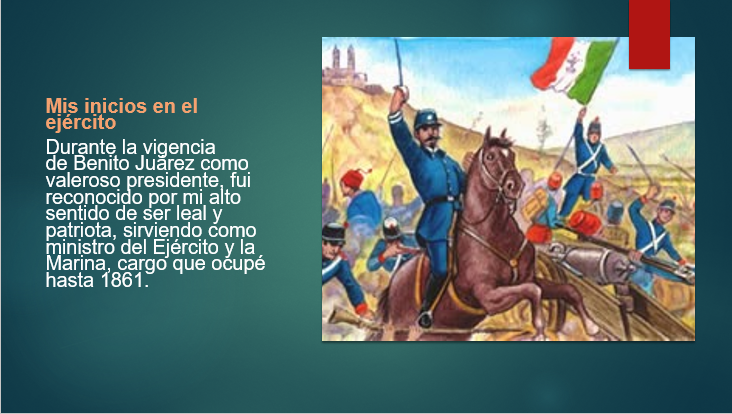 Mis inicios en el
ejército
Durante la vigencia
de Benito Juárez como
valeroso presidente, fui
reconocido por mi alto
sentido de ser leal y
patriota, sirviendo como
ministro del Ejército y la
Marina, cargo que ocupé
hasta 1861.